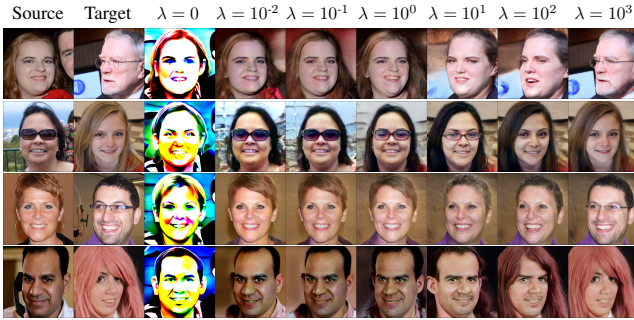 Source Target λ = 0 λ = 10⁻² λ = 10⁻¹ λ = 10⁰ λ = 10¹ λ = 10² λ = 10³